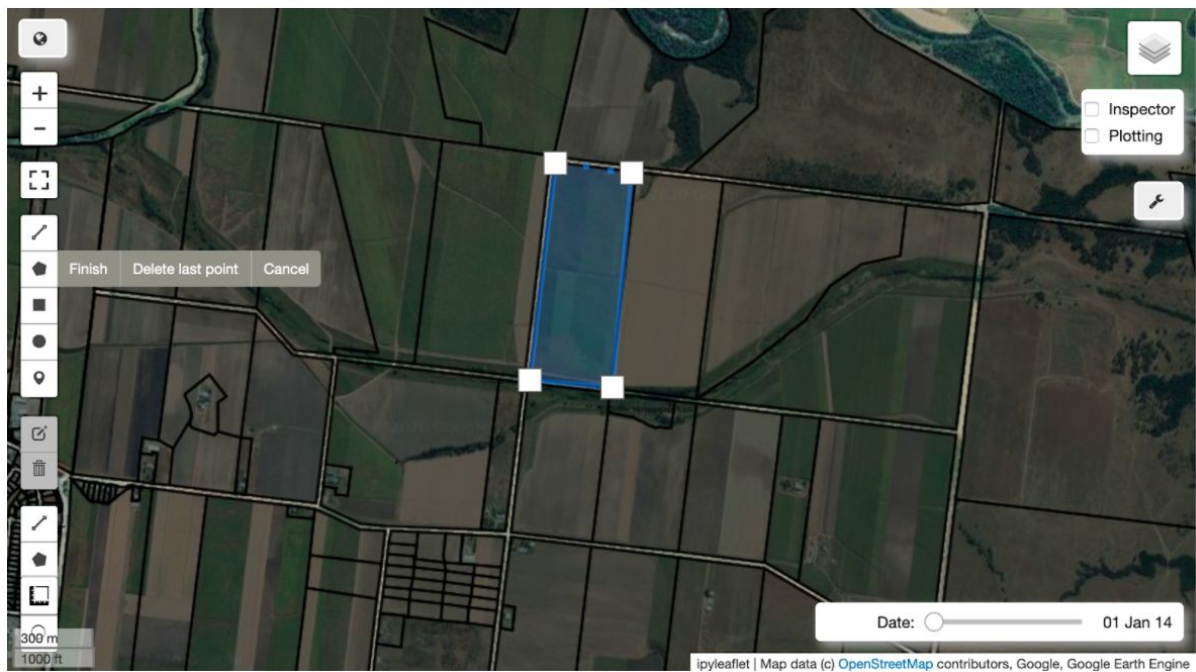 +
Inspector
Plotting
−
Finish Delete last point Cancel
Date: 01 Jan 14
300 m
1000 ft
ipyleaflet | Map data (c) OpenStreetMap contributors, Google, Google Earth Engine